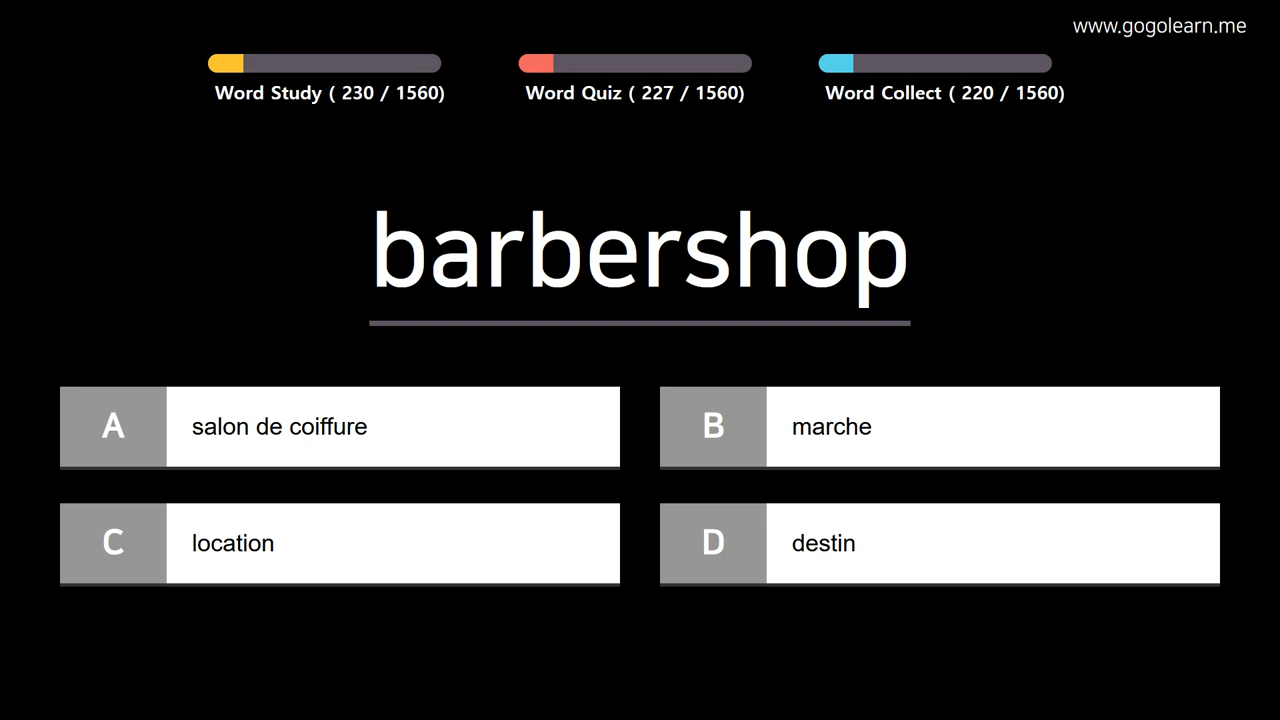 www.gogolearn.me
Word Study ( 230 / 1560)
Word Quiz ( 227 / 1560)
Word Collect ( 220 / 1560)
barbershop
A salon de coiffure
B marche
C location
D destin